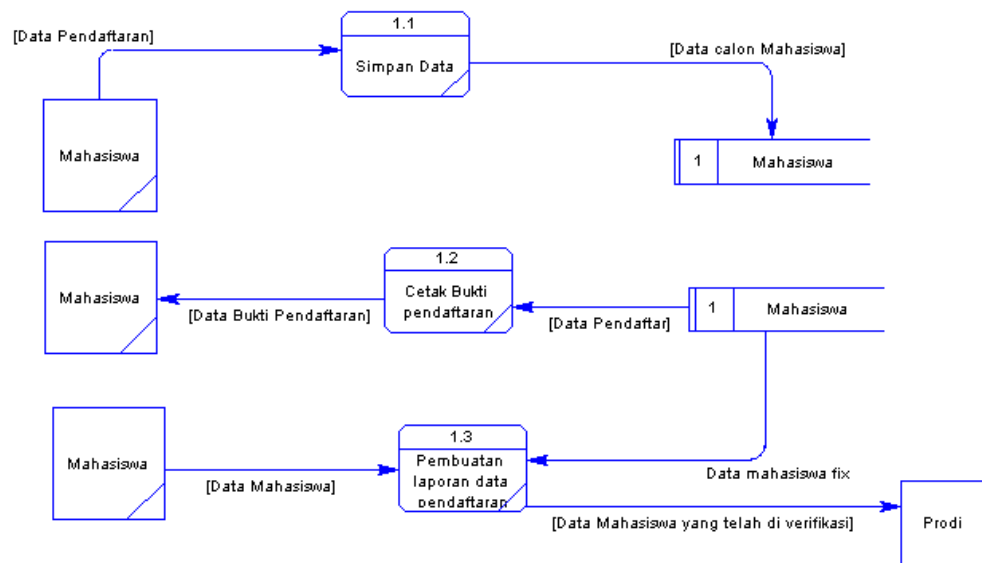 [Data Pendaftaran]
1.1
Simpan Data
[Data calon Mahasiswa]
Mahasiswa
1
Mahasiswa
Mahasiswa
1.2
Cetak Bukti
pendaftaran
[Data Bukti Pendaftaran]
[Data Pendaftar]
1
Mahasiswa
Mahasiswa
[Data Mahasiswa]
1.3
Pembuatan
laporan data
pendaftaran
Data mahasiswa fix
[Data Mahasiswa yang telah di verifikasi]
Prodi